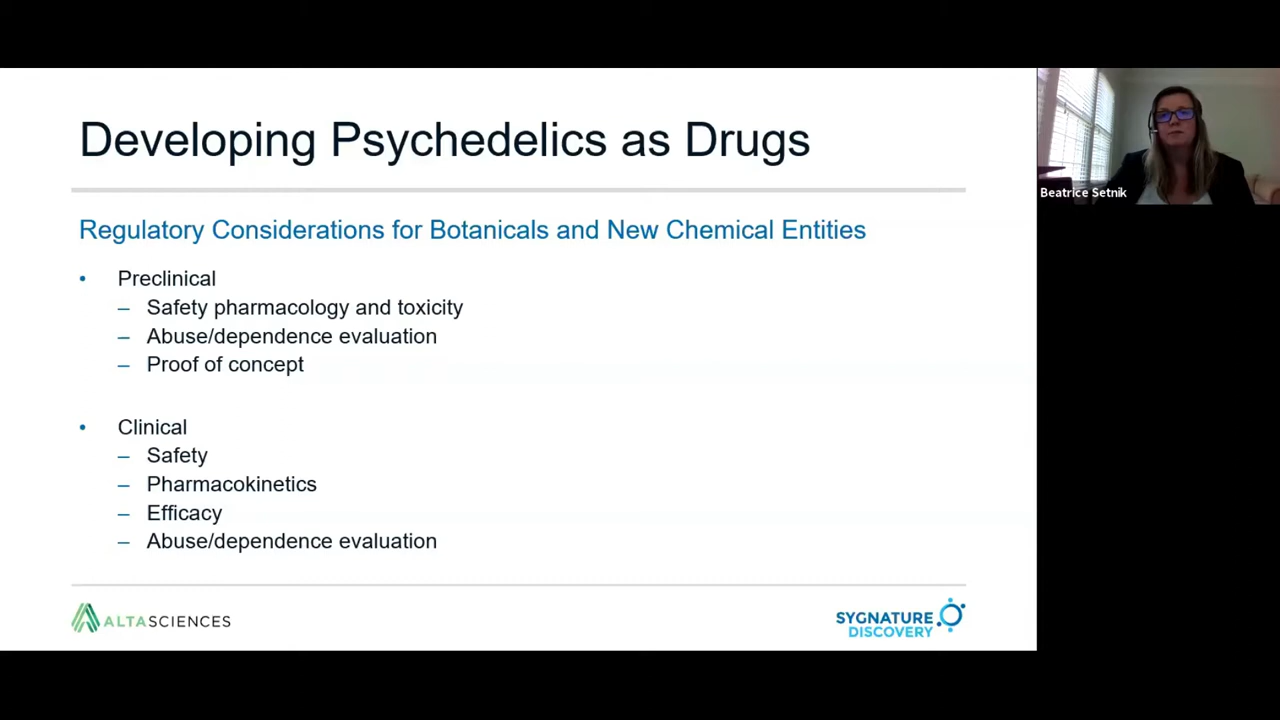 Developing Psychedelics as Drugs
Regulatory Considerations for Botanicals and New Chemical Entities
• Preclinical
– Safety pharmacology and toxicity
– Abuse/dependence evaluation
– Proof of concept
• Clinical
– Safety
– Pharmacokinetics
– Efficacy
– Abuse/dependence evaluation
ALTASCIENCES
SYGNATURE
DISCOVERY
Beatrice Setnik